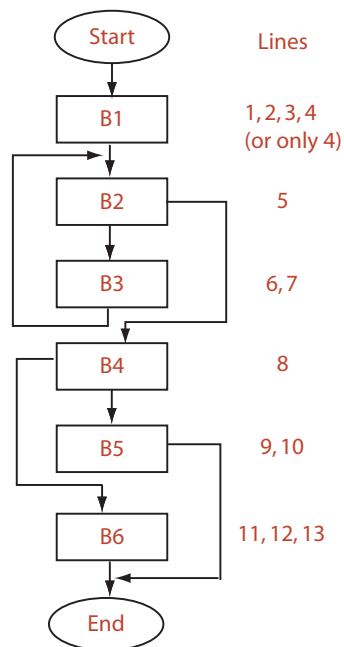 Start Lines
B1 1, 2, 3, 4
(or only 4)
B2 5
B3 6, 7
B4 8
B5 9, 10
B6 11, 12, 13
End